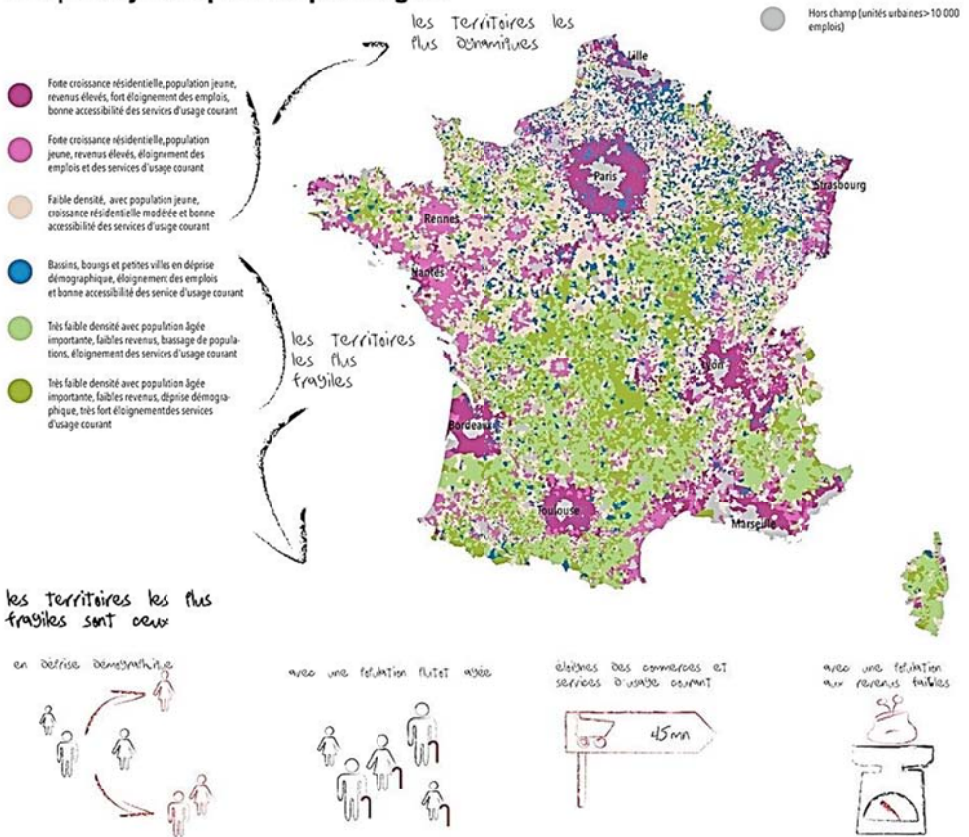 les Territoires les
plus dynamiques
Hors champ (unités urbaines>10 000
emplois)
Forte croissance résidentielle,population jeune,
revenus élevés, fort éloignement des emplois,
bonne accessibilité des services d'usage courant
Forte croissance résidentielle,population
jeune, revenus élevés, éloignement des
emplois et des services d'usage courant
Faible densité, avec population jeune,
croissance résidentielle modérée et bonne
accessibilité des services d'usage courant
Bassins, bourgs et petites villes en déprise
démographique, éloignement des emplois
et bonne accessibilité des service d'usage courant
Très faible densité avec population âgée
importante, faibles revenus, bassage de popula-
tions, éloignement des services d'usage courant
Très faible densité avec population âgée
importante, faibles revenus, déprise démogra-
phique, très fort éloignementdes services
d'usage courant
les Territoires
les plus
fragiles
Lille
Paris
Strasbourg
Rennes
Nantes
Lyon
Bordeaux
Toulouse
Marseille
les Territoires les plus
fragiles sont ceux
en déprise démographique
avec une population plutot agée
éloignés des commerces et
services d'usage courant
45mn
avec une population
aux revenus faibles